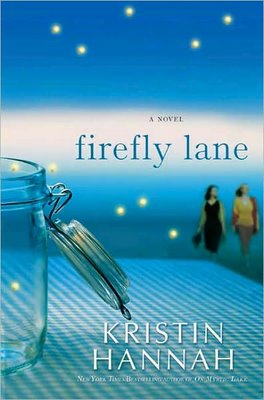 A NOVEL
firefly lane
KRISTIN
HANNAH
NEW YORK TIMES BESTSELLING AUTHOR OF ON MYSTIC LAKE